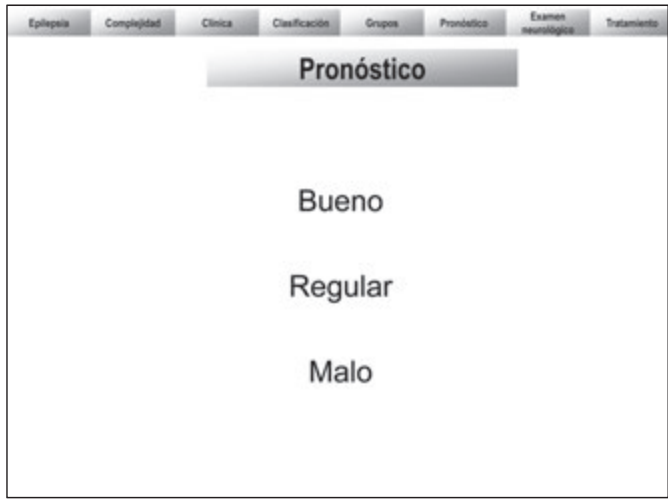 Epilepsia Complejidad Clínica Clasificación Grupos Pronóstico Examen neurológico Tratamiento
Pronóstico
Bueno
Regular
Malo